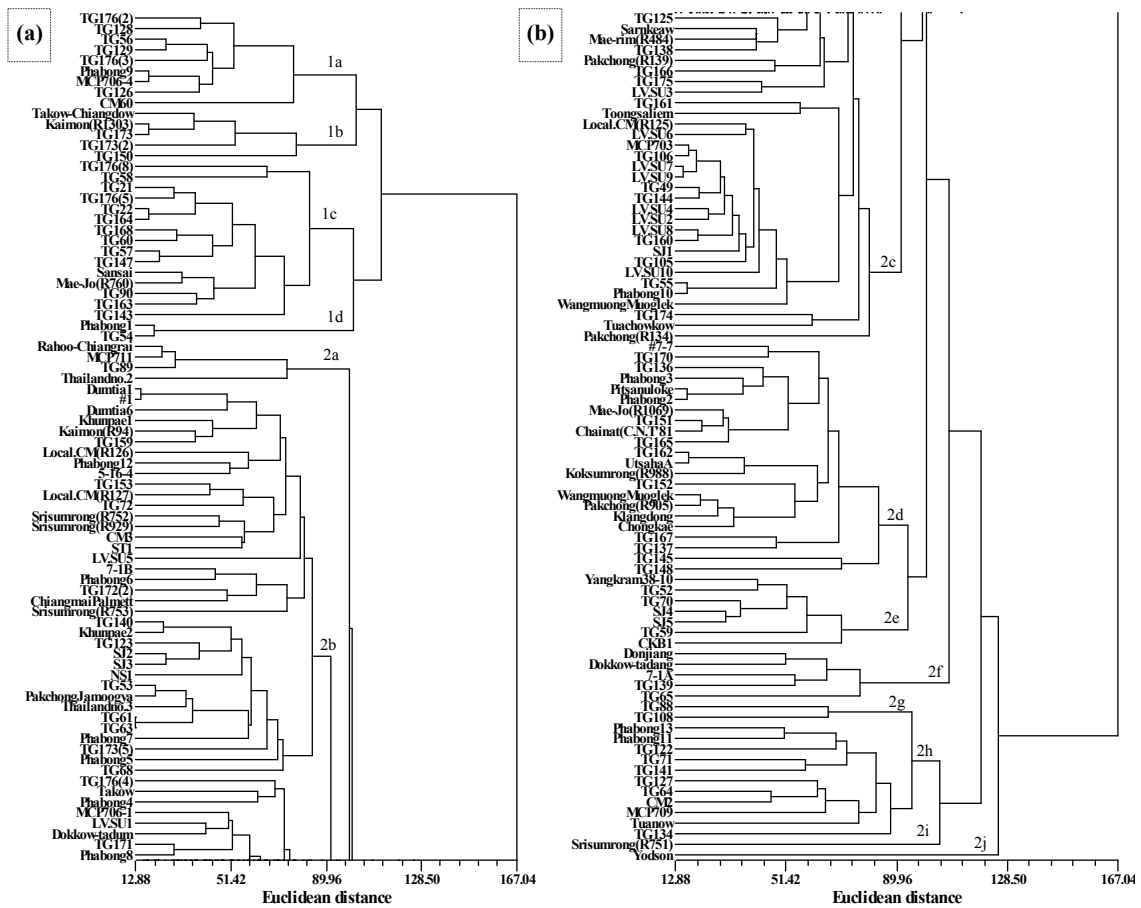 (a)
TG176(2)
TG128
TG56
TG129
TG176(3)
Phabong9
MCP706-4
TG126
CM60
Takow-Chiangdow
Kaimon(R1303)
TG173
TG173(2)
TG150
TG176(8)
TG58
TG21
TG176(5)
TG22
TG164
TG168
TG60
TG57
TG147
Sansai
Mae-Jo(R760)
TG90
TG163
TG143
Phabong1
TG54
Rahoo-Chiangrai
MCP711
TG89
Thailandno.2
Dumtia1
#1
Dumtia6
Khunpae1
Kaimon(R94)
TG159
Local.CM(R126)
Phabong12
5-16-4
TG153
Local.CM(R127)
TG72
Srisumrong(R752)
Srisumrong(R929)
CM3
ST1
LV.SU5
7-1B
Phabong6
TG172(2)
ChiangmaiPalmett
Srisumrong(R753)
TG140
Khunpae2
TG123
SJ2
SJ3
NS1
TG53
PakchongJamoogya
Thailandno.3
TG61
TG63
Phabong7
TG173(5)
Phabong5
TG68
TG176(4)
Takow
Phabong4
MCP706-1
LV.SU1
Dokkow-tadum
TG171
Phabong8
1a
1b
1c
1d
2a
2b
12.88 51.42 89.96 128.50 167.04
Euclidean distance
(b)
TG125
Sarnkeaw
Mae-rim(R484)
TG138
Pakchong(R139)
TG166
TG175
LV.SU3
TG161
Toongsaliem
Local.CM(R125)
LV.SU6
MCP703
TG106
LV.SU7
LV.SU9
TG49
TG144
LV.SU4
LV.SU2
LV.SU8
TG160
SJ1
TG105
LV.SU10
TG55
Phabong10
WangmuongMuoglek
TG174
Tuachowkow
Pakchong(R134)
#7-7
TG170
TG136
Phabong3
Pitsanuloke
Phabong2
Mae-Jo(R1069)
TG151
Chainat(C.N.T'81
TG165
TG162
UtsahaA
Koksumrong(R988)
TG152
WangmuongMuoglek
Pakchong(R905)
Klangdong
Chongkae
TG167
TG137
TG145
TG148
Yangkram38-10
TG52
TG70
SJ4
SJ5
TG59
CKB1
Donjiang
Dokkow-tadang
7-1A
TG139
TG65
TG88
TG108
Phabong13
Phabong11
TG122
TG71
TG141
TG127
TG64
CM2
MCP709
Tuanow
TG134
Srisumrong(R751)
Yodson
2c
2d
2e
2f
2g
2h
2i
2j
12.88 51.42 89.96 128.50 167.04
Euclidean distance